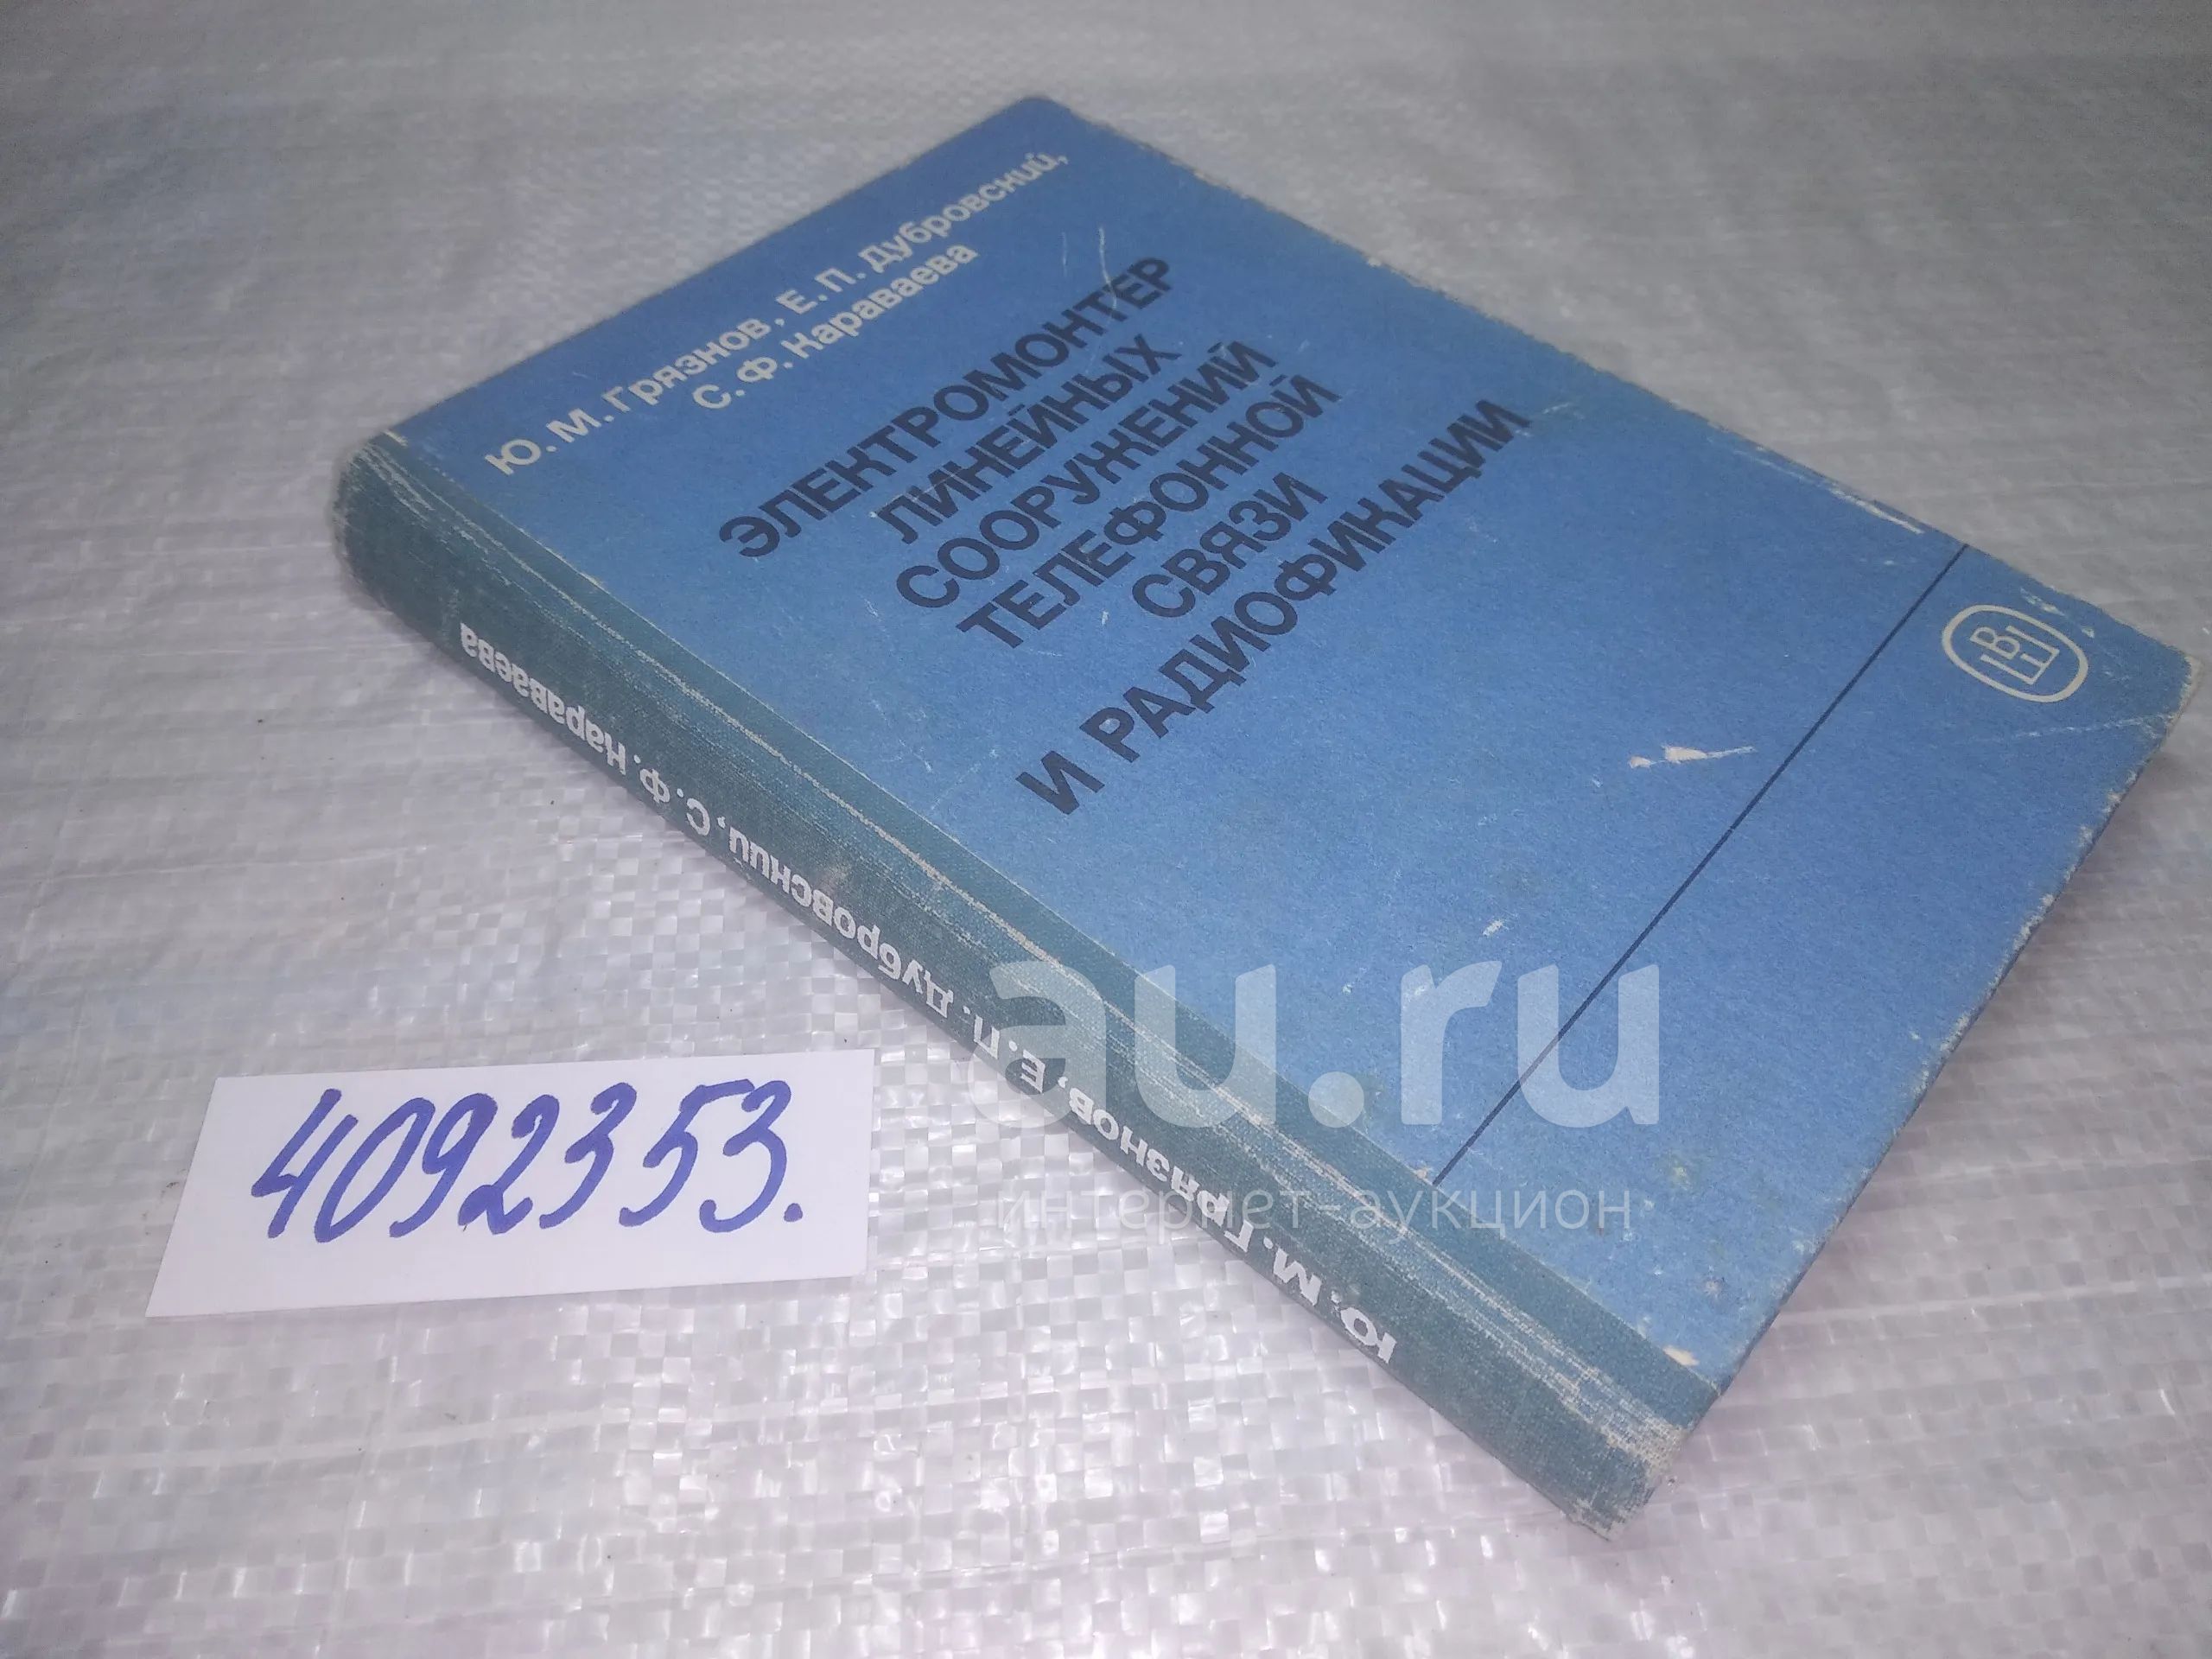 Ю. М. Грязнов, Е. П. Дубровский,
С. Ф. Караваева
ЭЛЕКТРОМОНТЕР
ЛИНЕЙНЫХ
СООРУЖЕНИЙ
ТЕЛЕФОННОЙ
СВЯЗИ
И РАДИОФИКАЦИИ
Ю. М. Грязнов, Е. П. Дубровский, С. Ф. Караваева
4092353.
au.ru
интернет-аукцион